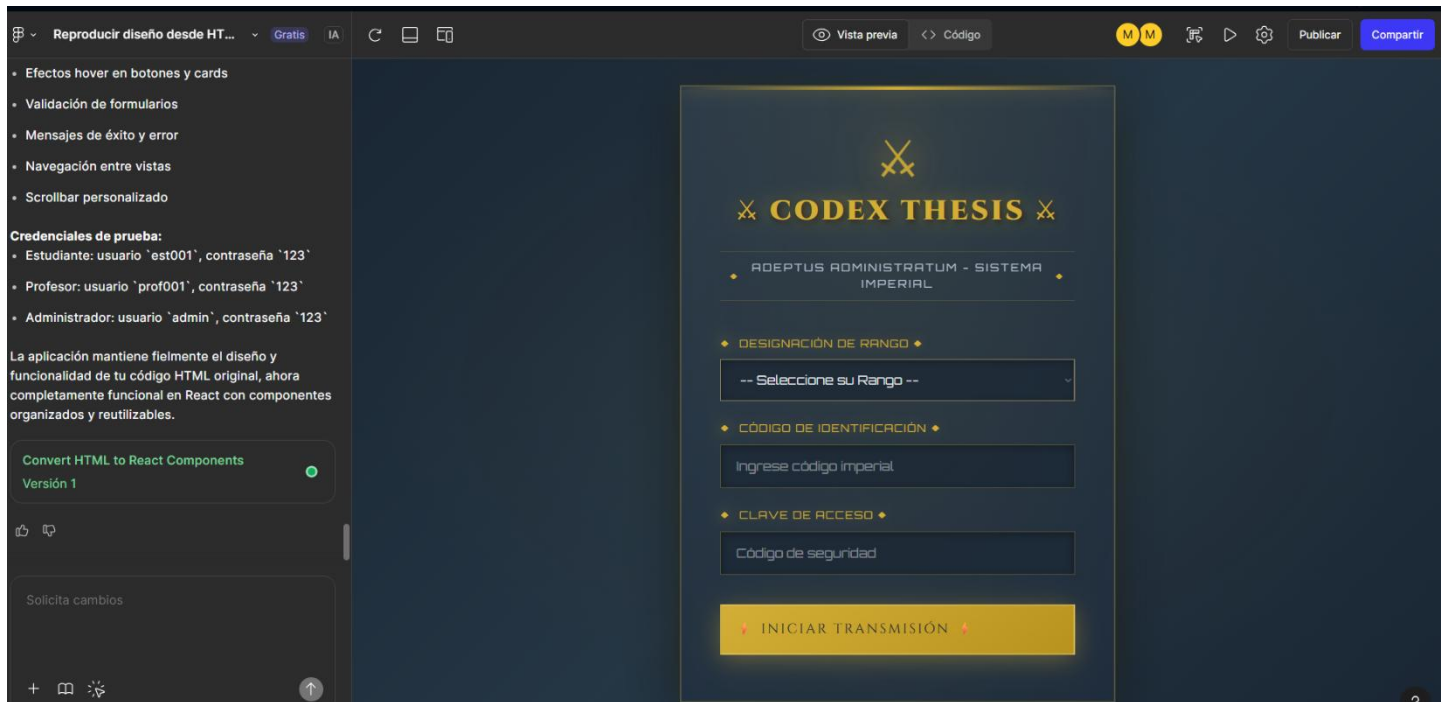 Reproducir diseño desde HT... Gratis IA
Vista previa <> Código
M M
Publicar
Compartir
• Efectos hover en botones y cards
• Validación de formularios
• Mensajes de éxito y error
• Navegación entre vistas
• Scrollbar personalizado
Credenciales de prueba:
• Estudiante: usuario `est001`, contraseña `123`
• Profesor: usuario `prof001`, contraseña `123`
• Administrador: usuario `admin`, contraseña `123`
La aplicación mantiene fielmente el diseño y
funcionalidad de tu código HTML original, ahora
completamente funcional en React con componentes
organizados y reutilizables.
Convert HTML to React Components
Versión 1
Solicita cambios
⚔ CODEX THESIS ⚔
ADEPTUS ADMINISTRATUM - SISTEMA
IMPERIAL
◆ DESIGNACIÓN DE RANGO ◆
-- Seleccione su Rango --
◆ CÓDIGO DE IDENTIFICACIÓN ◆
Ingrese código imperial
◆ CLAVE DE ACCESO ◆
Código de seguridad
INICIAR TRANSMISIÓN
?